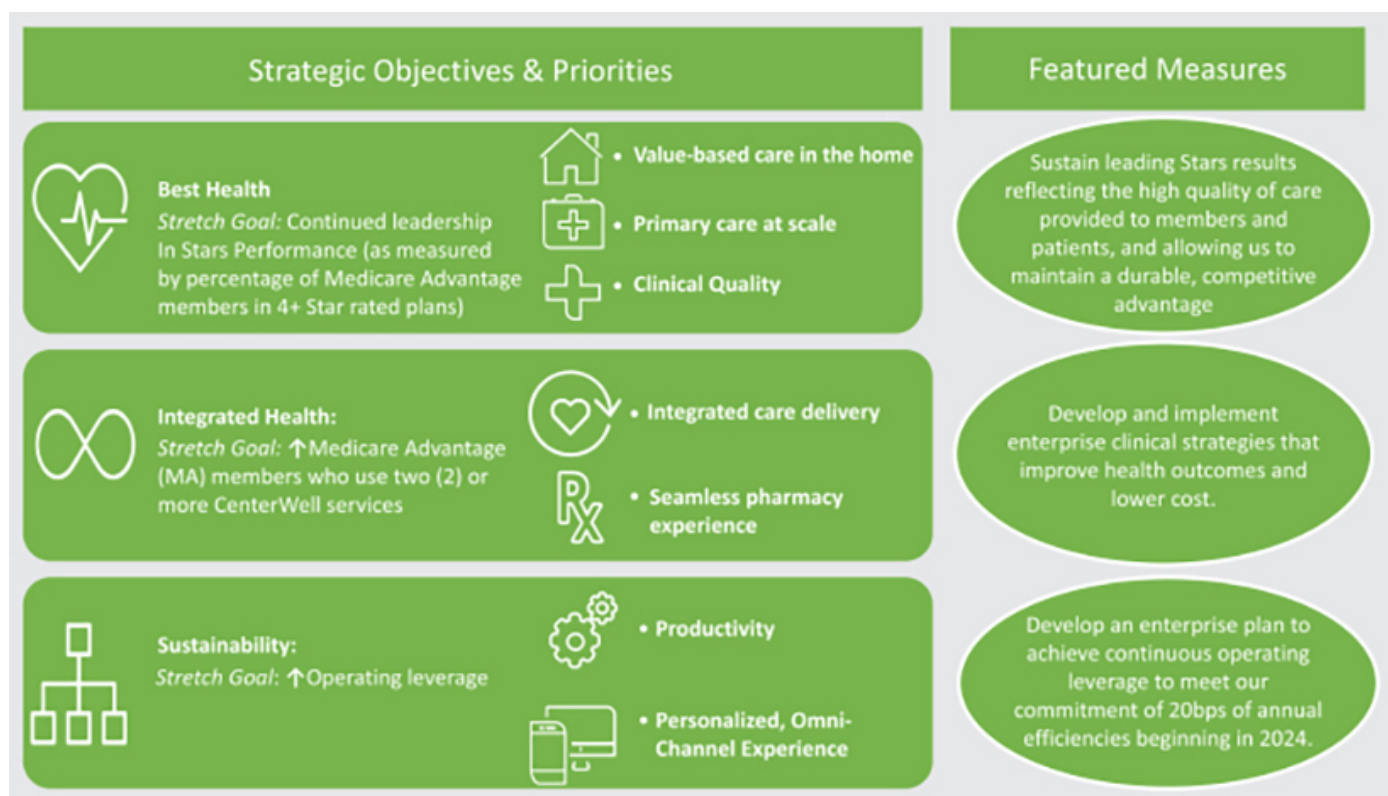 Strategic Objectives & Priorities
Featured Measures
Best Health
Stretch Goal: Continued leadership
In Stars Performance (as measured
by percentage of Medicare Advantage
members in 4+ Star rated plans)
• Value-based care in the home
• Primary care at scale
• Clinical Quality
Sustain leading Stars results
reflecting the high quality of care
provided to members and
patients, and allowing us to
maintain a durable, competitive
advantage
Integrated Health:
Stretch Goal: ↑Medicare Advantage
(MA) members who use two (2) or
more CenterWell services
• Integrated care delivery
Rx
• Seamless pharmacy
experience
Develop and implement
enterprise clinical strategies that
improve health outcomes and
lower cost.
Sustainability:
Stretch Goal: ↑Operating leverage
• Productivity
• Personalized, Omni-
Channel Experience
Develop an enterprise plan to
achieve continuous operating
leverage to meet our
commitment of 20bps of annual
efficiencies beginning in 2024.